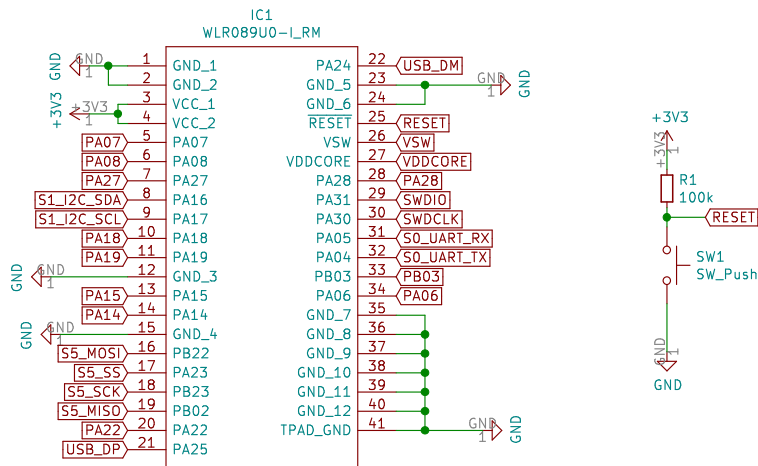 IC1
WLR089U0-I_RM
GND GND 1 1 GND_1
2 GND_2
+3V3 +3V3 1 3 VCC_1
4 VCC_2
PA07 5 PA07
PA08 6 PA08
PA27 7 PA27
S1_I2C_SDA 8 PA16
S1_I2C_SCL 9 PA17
PA18 10 PA18
PA19 11 PA19
GND GND 1 12 GND_3
PA15 13 PA15
PA14 14 PA14
GND GND 1 15 GND_4
S5_MOSI 16 PB22
S5_SS 17 PA23
S5_SCK 18 PB23
S5_MISO 19 PB02
PA22 20 PA22
USB_DP 21 PA25
PA24 22 USB_DM
GND_5 23 GND 1 GND
GND_6 24
RESET 25 RESET
VSW 26 VSW
VDDCORE 27 VDDCORE
PA28 28 PA28
PA31 29 SWDIO
PA30 30 SWDCLK
PA05 31 S0_UART_RX
PA04 32 S0_UART_TX
PB03 33 PB03
PA06 34 PA06
GND_7 35
GND_8 36
GND_9 37
GND_10 38
GND_11 39
GND_12 40
TPAD_GND 41 GND 1 GND
+3V3
+3V3 1
R1
100k
RESET
SW1
SW_Push
GND 1
GND